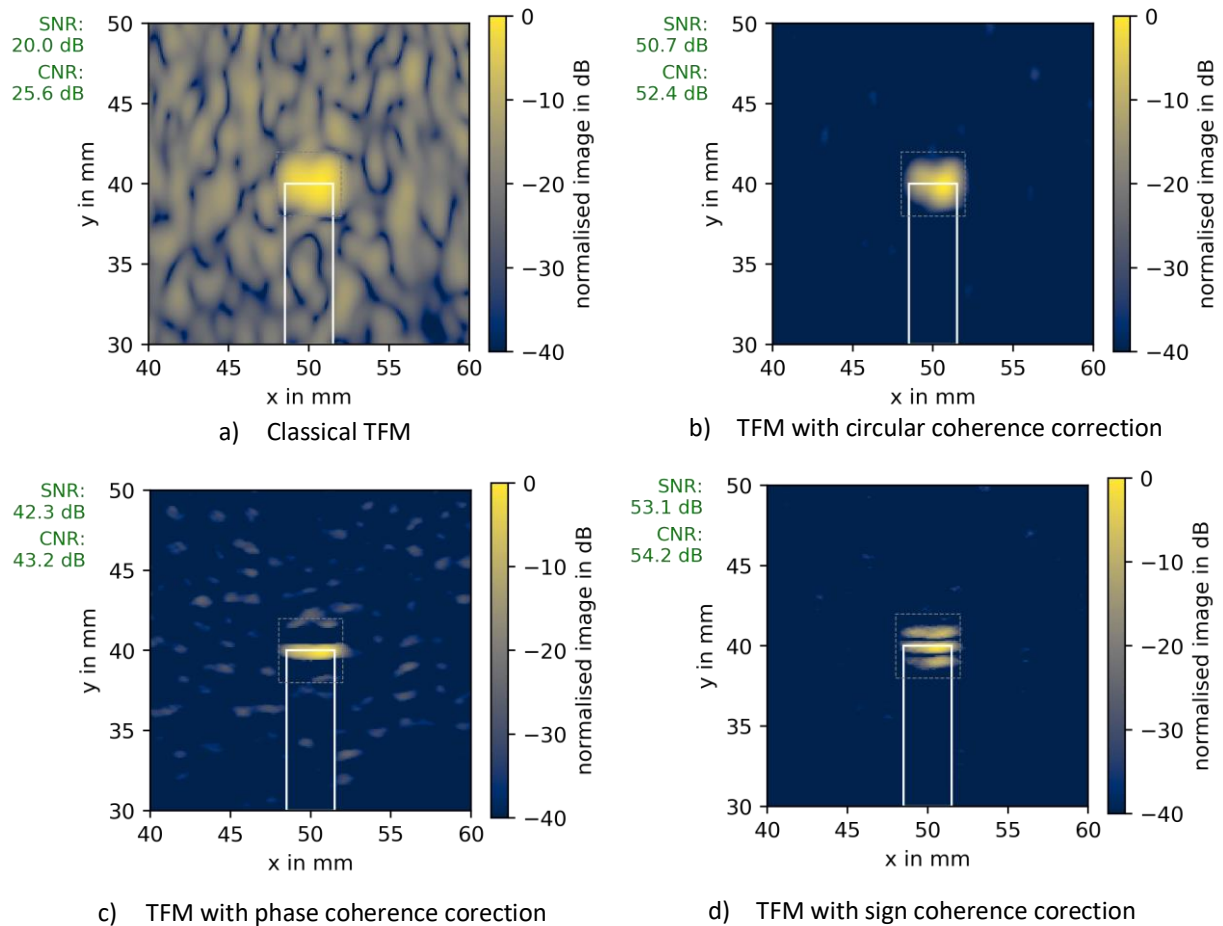 SNR:
20.0 dB
CNR:
25.6 dB
50
45
40
35
30
y in mm
40
45
50
55
60
x in mm
0
−10
−20
−30
−40
normalised image in dB
a) Classical TFM
SNR:
50.7 dB
CNR:
52.4 dB
50
45
40
35
30
y in mm
40
45
50
55
60
x in mm
0
−10
−20
−30
−40
normalised image in dB
b) TFM with circular coherence correction
SNR:
42.3 dB
CNR:
43.2 dB
50
45
40
35
30
y in mm
40
45
50
55
60
x in mm
0
−10
−20
−30
−40
normalised image in dB
c) TFM with phase coherence corection
SNR:
53.1 dB
CNR:
54.2 dB
50
45
40
35
30
y in mm
40
45
50
55
60
x in mm
0
−10
−20
−30
−40
normalised image in dB
d) TFM with sign coherence corection